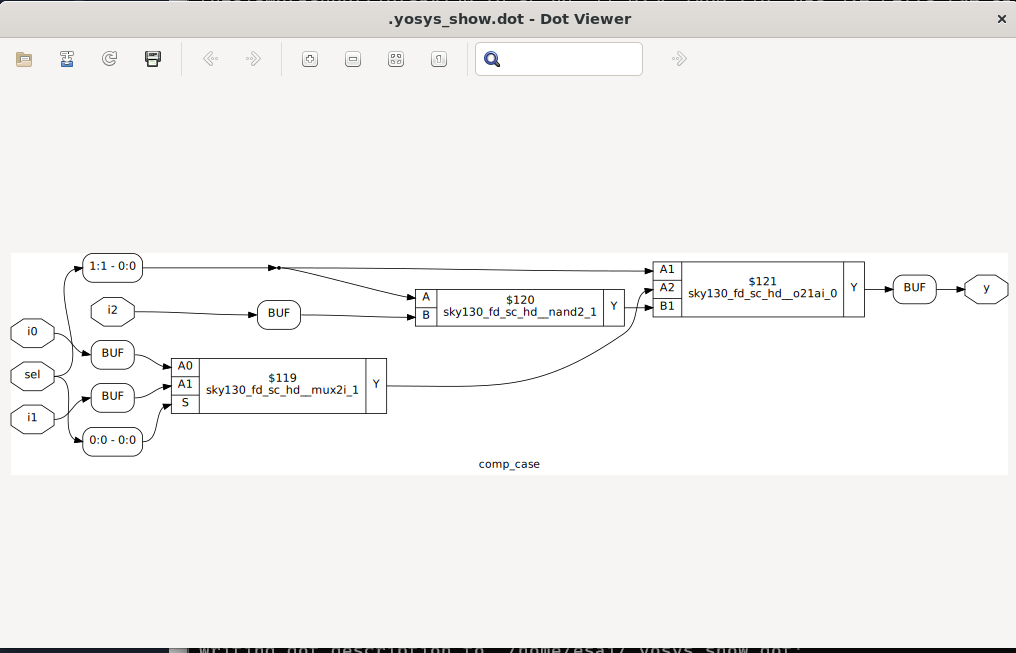 .yosys_show.dot - Dot Viewer
×
1:1 - 0:0
i2
BUF
i0
BUF
sel
BUF
i1
0:0 - 0:0
A0
A1
S
$119
sky130_fd_sc_hd__mux2i_1
Y
A
B
$120
sky130_fd_sc_hd__nand2_1
Y
A1
A2
B1
$121
sky130_fd_sc_hd__o21ai_0
Y
BUF
y
comp_case